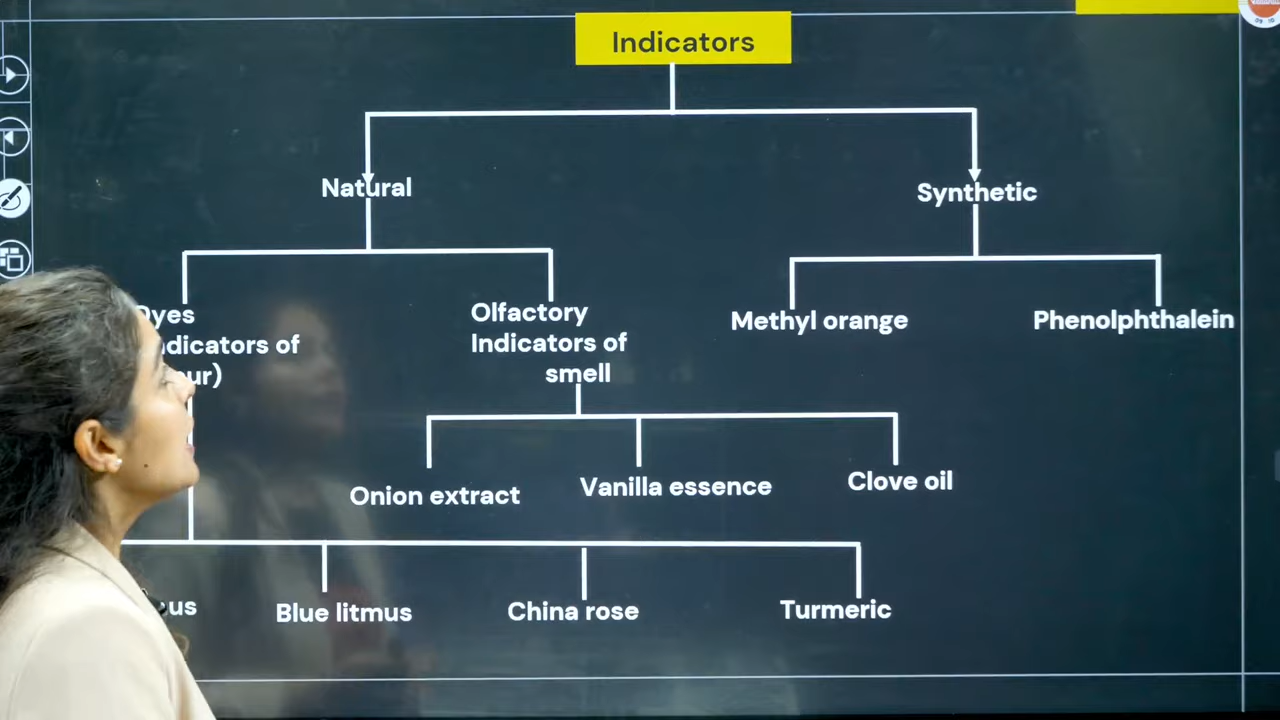 Indicators
Natural
Synthetic
Dyes
Olfactory
Indicators of
smell
Methyl orange
Phenolphthalein
Onion extract
Vanilla essence
Clove oil
Blue litmus
China rose
Turmeric